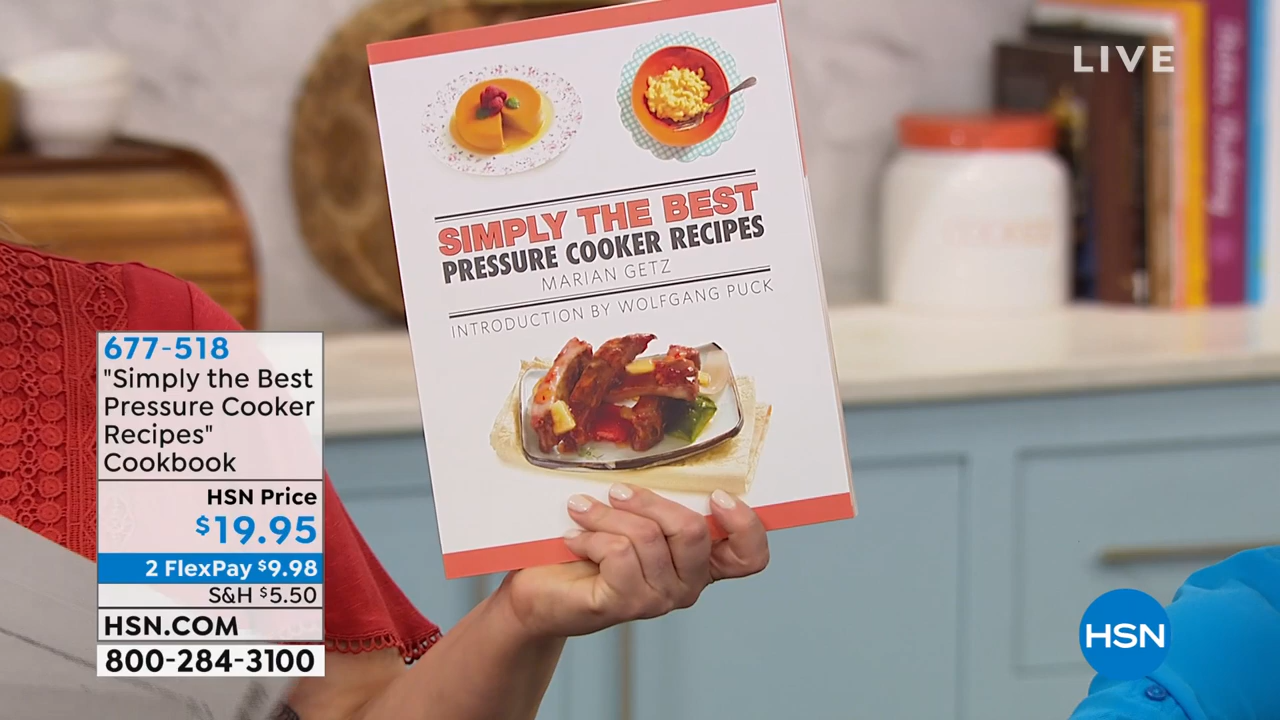 LIVE
SIMPLY THE BEST
PRESSURE COOKER RECIPES
MARIAN GETZ
INTRODUCTION BY WOLFGANG PUCK
677-518
"Simply the Best
Pressure Cooker
Recipes"
Cookbook
HSN Price
$19.95
2 FlexPay $9.98
S&H $5.50
HSN.COM
800-284-3100
HSN